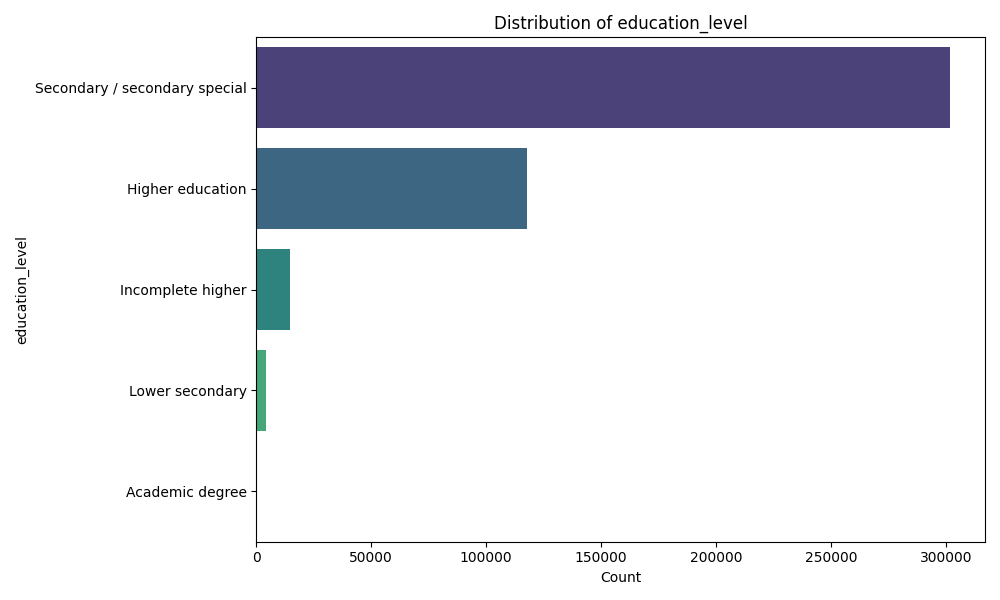 Distribution of education_level
Secondary / secondary special
Higher education
Incomplete higher
Lower secondary
Academic degree
education_level
0 50000 100000 150000 200000 250000 300000
Count